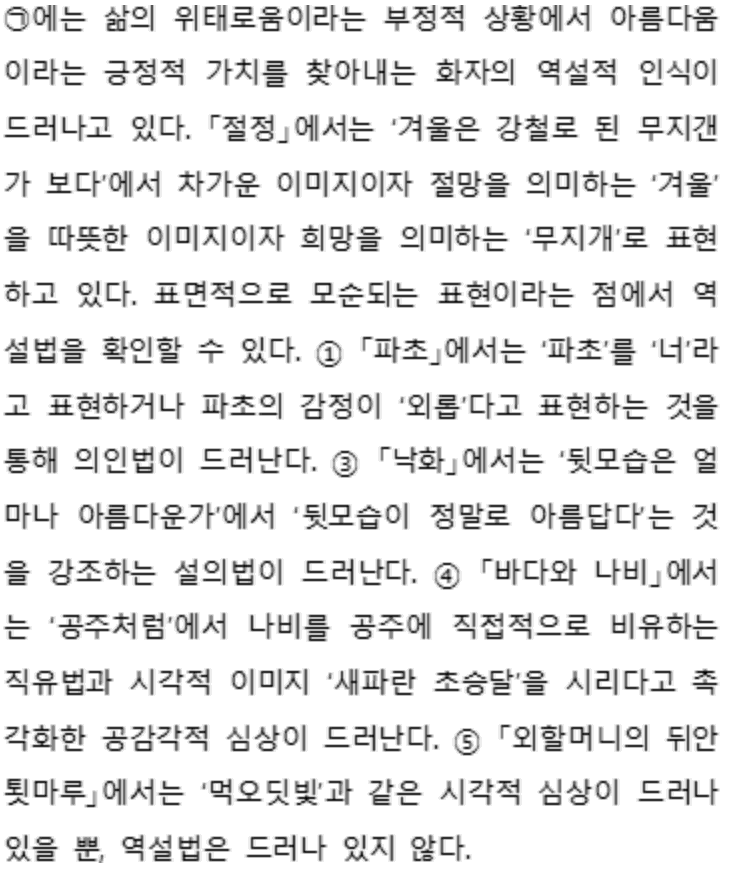 ㉠에는 삶의 위태로움이라는 부정적 상황에서 아름다움
이라는 긍정적 가치를 찾아내는 화자의 역설적 인식이
드러나고 있다. 「절정」에서는 ‘겨울은 강철로 된 무지갠
가 보다’에서 차가운 이미지이자 절망을 의미하는 ‘겨울’
을 따뜻한 이미지이자 희망을 의미하는 ‘무지개’로 표현
하고 있다. 표면적으로 모순되는 표현이라는 점에서 역
설법을 확인할 수 있다. ① 「파초」에서는 ‘파초’를 ‘너’라
고 표현하거나 파초의 감정이 ‘외롭’다고 표현하는 것을
통해 의인법이 드러난다. ③ 「낙화」에서는 ‘뒷모습은 얼
마나 아름다운가’에서 ‘뒷모습이 정말로 아름답다’는 것
을 강조하는 설의법이 드러난다. ④ 「바다와 나비」에서
는 ‘공주처럼’에서 나비를 공주에 직접적으로 비유하는
직유법과 시각적 이미지 ‘새파란 초승달’을 시리다고 촉
각화한 공감각적 심상이 드러난다. ⑤ 「외할머니의 뒤안
툇마루」에서는 ‘먹오딧빛’과 같은 시각적 심상이 드러나
있을 뿐, 역설법은 드러나 있지 않다.